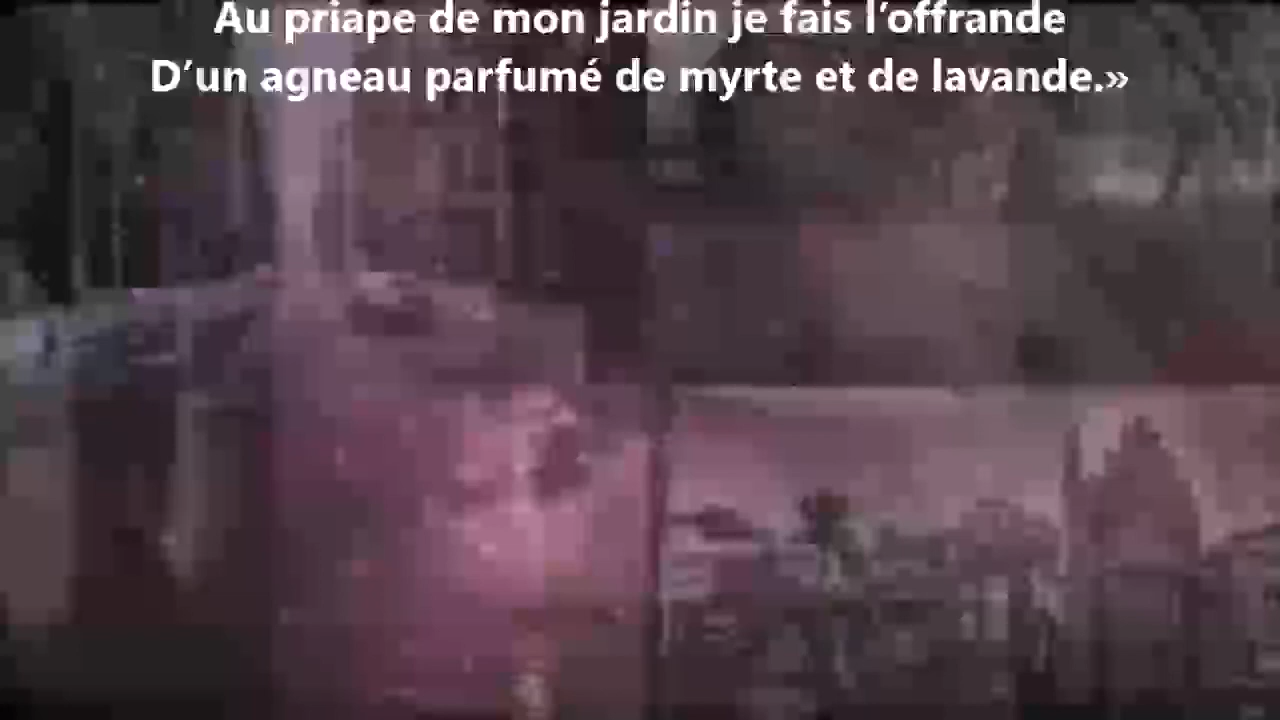 Au priape de mon jardin je fais l’offrande
D’un agneau parfumé de myrte et de lavande.»